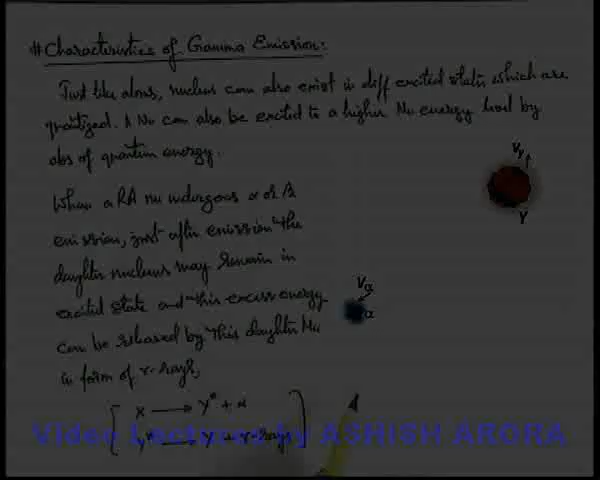 # Characteristics of Gamma Emission:
Just like atoms, nucleus can also exist in diff excited states which are
quantized. A Nu can also be excited to a higher Nu energy level by
abs of quantum energy.
Vy
When a RA nu undergoes α or β
Y
emission, just after emission the
daughter nucleus may remain in
Vα
excited state and this excess energy
α
can be released by this daughter Nu
in form of γ-rays,
X → Y* + α
Y* → Y + γ-rays
Video Lectures by ASHISH ARORA